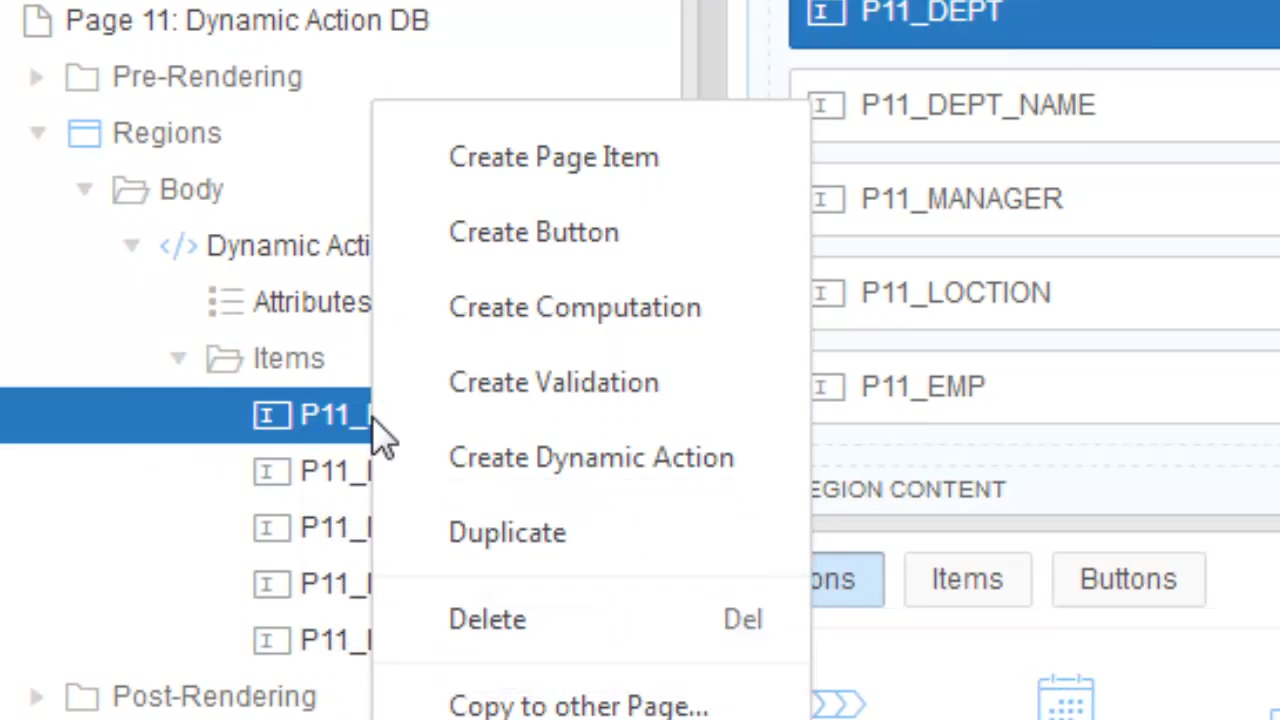 Page 11: Dynamic Action DB
Pre-Rendering
Regions
Body
</> Dynamic Acti
Attributes
Items
P11_
P11_
P11_
P11_
P11_
Post-Rendering
Create Page Item
Create Button
Create Computation
Create Validation
Create Dynamic Action
Duplicate
Delete Del
Copy to other Page...
P11_DEPT
P11_DEPT_NAME
P11_MANAGER
P11_LOCTION
P11_EMP
EGION CONTENT
ons
Items
Buttons